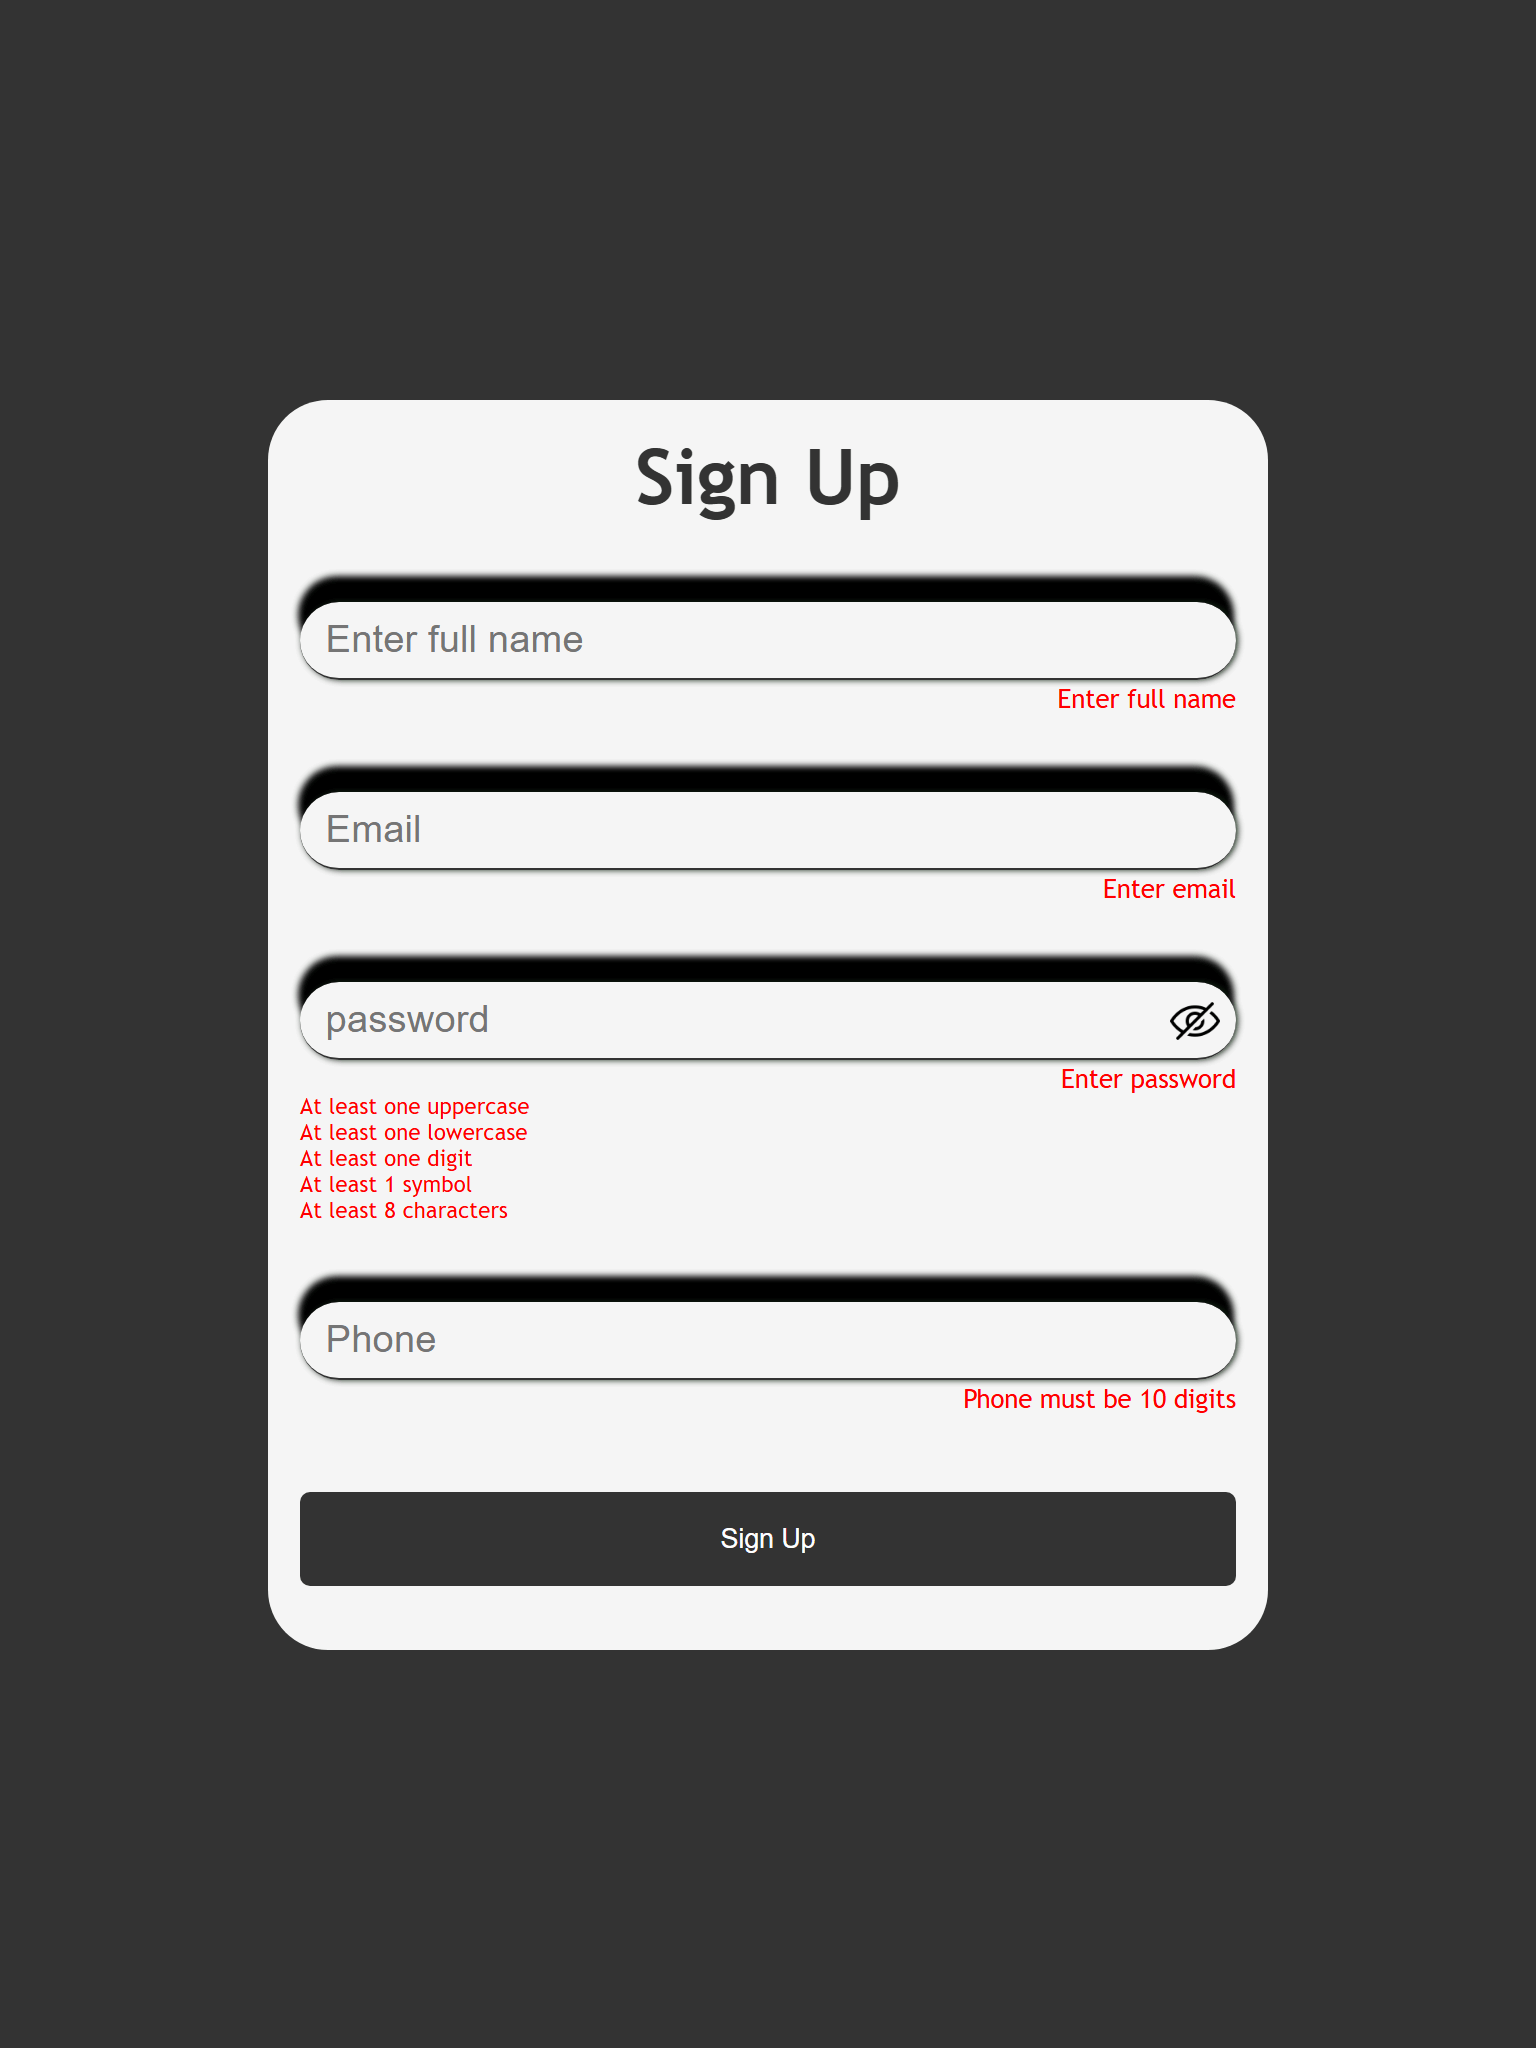 Sign Up
Enter full name
Enter full name
Email
Enter email
password
Enter password
At least one uppercase
At least one lowercase
At least one digit
At least 1 symbol
At least 8 characters
Phone
Phone must be 10 digits
Sign Up